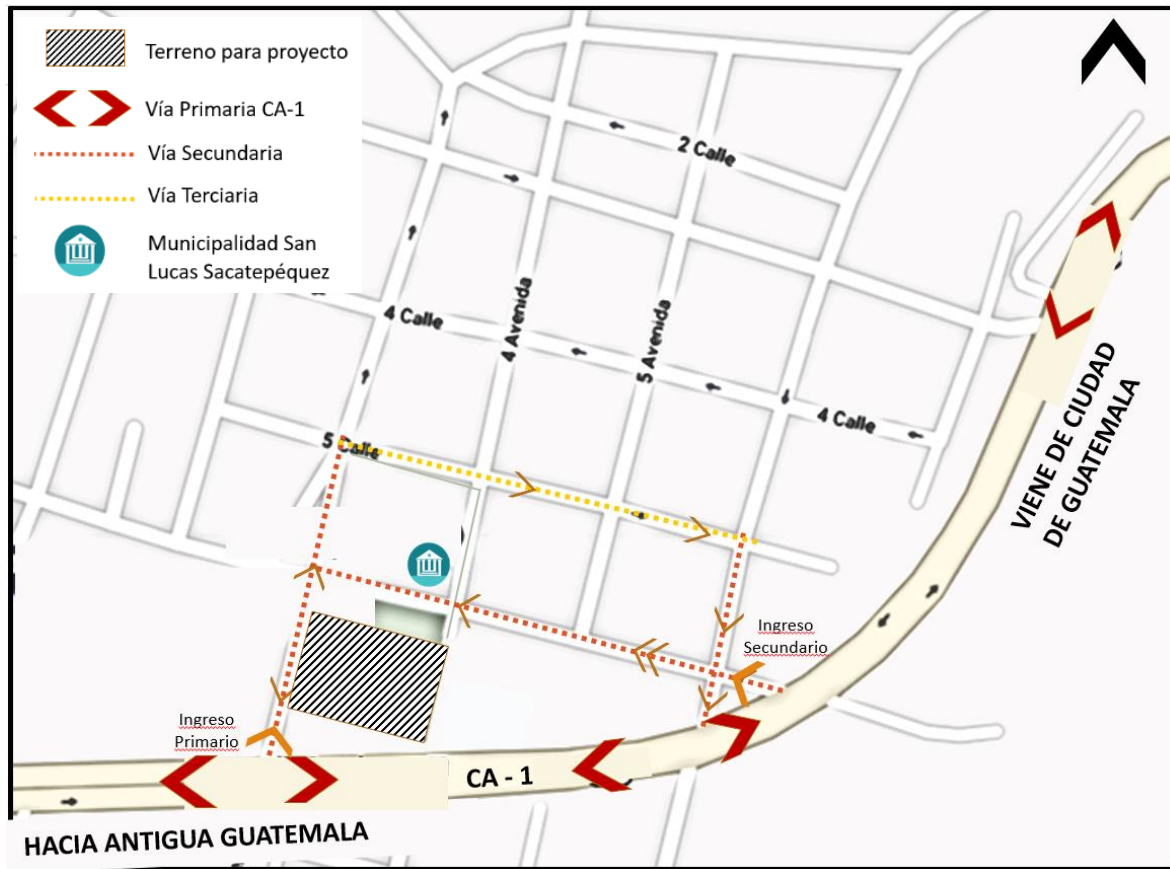 Terreno para proyecto
Vía Primaria CA-1
Vía Secundaria
Vía Terciaria
Municipalidad San
Lucas Sacatepéquez
2 Calle
4 Calle
4 Avenida
5 Avenida
4 Calle
5 Calle
VIENE DE CIUDAD
DE GUATEMALA
Ingreso
Secundario
Ingreso
Primario
CA - 1
HACIA ANTIGUA GUATEMALA